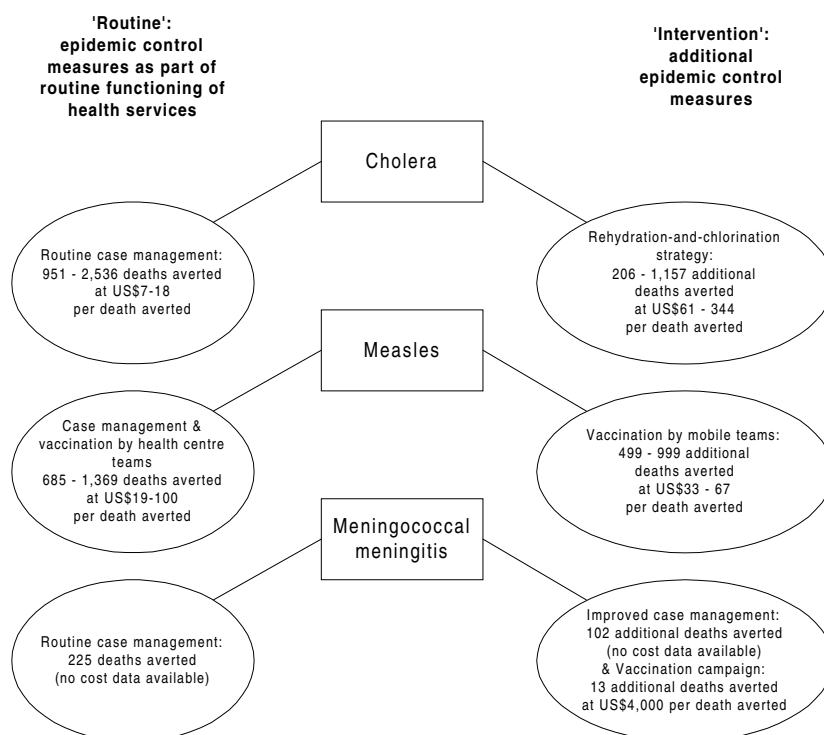 'Routine':
epidemic control
measures as part of
routine functioning of
health services
'Intervention':
additional
epidemic control
measures
Cholera
Routine case management:
951 - 2,536 deaths averted
at US$7-18
per death averted
Rehydration-and-chlorination
strategy:
206 - 1,157 additional
deaths averted
at US$61 - 344
per death averted
Measles
Case management &
vaccination by health centre
teams
685 - 1,369 deaths averted
at US$19-100
per death averted
Vaccination by mobile teams:
499 - 999 additional
deaths averted
at US$33 - 67
per death averted
Meningococcal
meningitis
Routine case management:
225 deaths averted
(no cost data available)
Improved case management:
102 additional deaths averted
(no cost data available)
& Vaccination campaign:
13 additional deaths averted
at US$4,000 per death averted